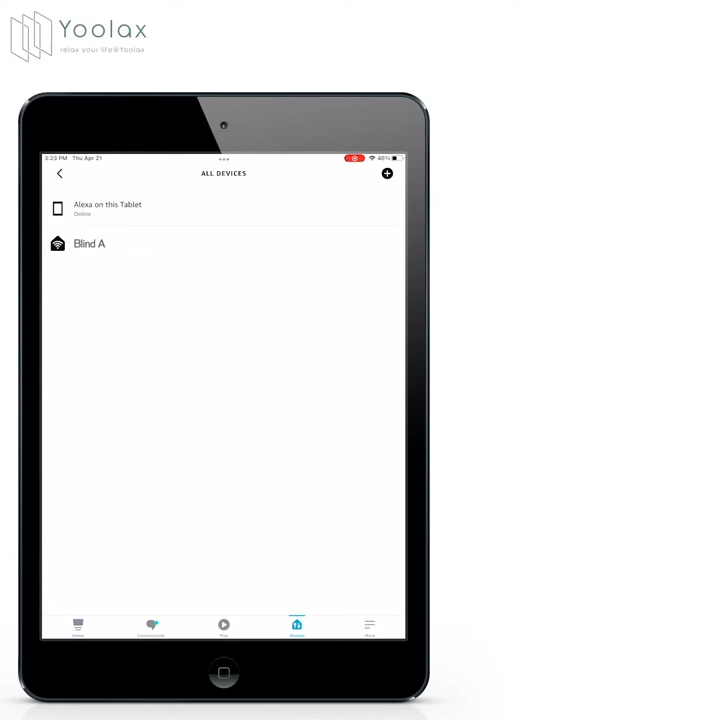 Yoolax
relax your life@Yoolax
3:23 PM Thu Apr 21
46%
ALL DEVICES
Alexa on this Tablet
Online
Blind A
Home
Communicate
Play
Devices
More